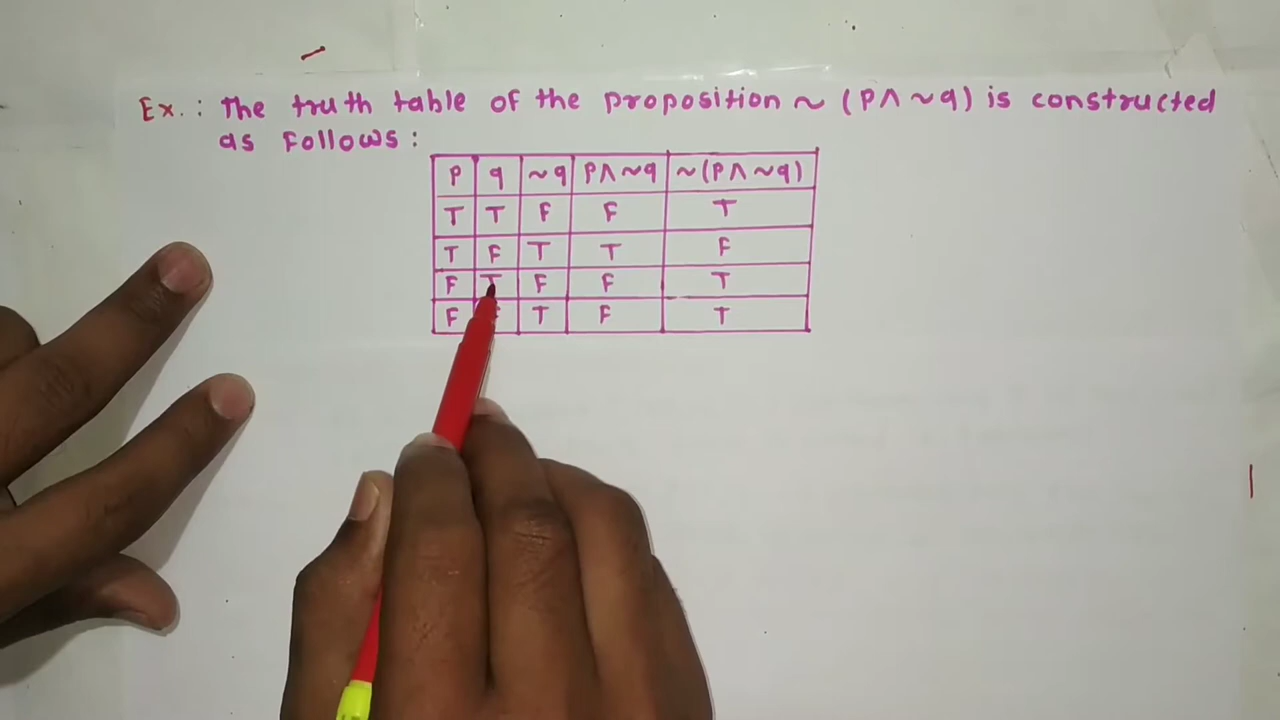 Ex. : The truth table of the proposition ~ (P∧ ~q) is constructed
as follows :
P q ~q P∧ ~q ~(P∧ ~q)
T T F F T
T F T T F
F T F F T
F F T F T